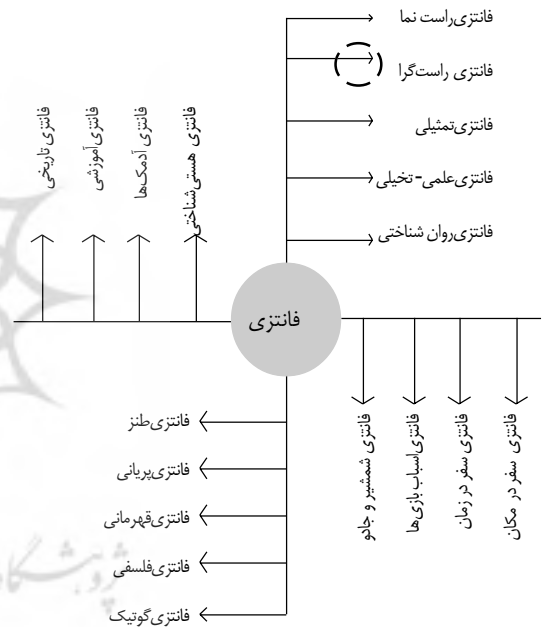 فانتزی راست نما
فانتزی راست‌گرا
فانتزی تمثیلی
فانتزی علمی - تخیلی
فانتزی روان شناختی
فانتزی هستی‌شناختی
فانتزی آدمک‌ها
فانتزی آموزشی
فانتزی تاریخی
فانتزی
فانتزی سفر در مکان
فانتزی سفر در زمان
فانتزی اسباب بازی‌ها
فانتزی شمشیر و جادو
فانتزی طنز
فانتزی پریانی
فانتزی قهرمانی
فانتزی فلسفی
فانتزی گوتیک